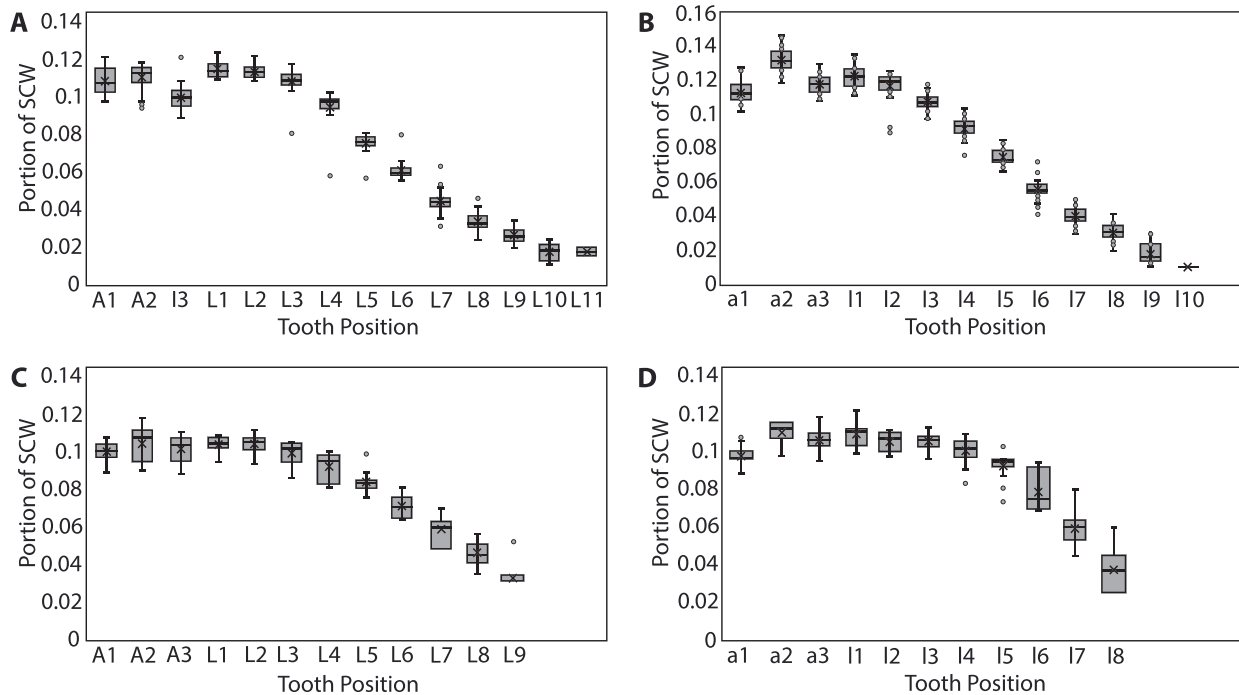 A
Portion of SCW
0.14
0.12
0.1
0.08
0.06
0.04
0.02
0
A1 A2 I3 L1 L2 L3 L4 L5 L6 L7 L8 L9 L10 L11
Tooth Position
B
Portion of SCW
0.16
0.14
0.12
0.1
0.08
0.06
0.04
0.02
0
a1 a2 a3 l1 l2 l3 l4 l5 l6 l7 l8 l9 l10
Tooth Position
C
Portion of SCW
0.14
0.12
0.1
0.08
0.06
0.04
0.02
0
A1 A2 A3 L1 L2 L3 L4 L5 L6 L7 L8 L9
Tooth Position
D
Portion of SCW
0.14
0.12
0.1
0.08
0.06
0.04
0.02
0
a1 a2 a3 l1 l2 l3 l4 l5 l6 l7 l8
Tooth Position